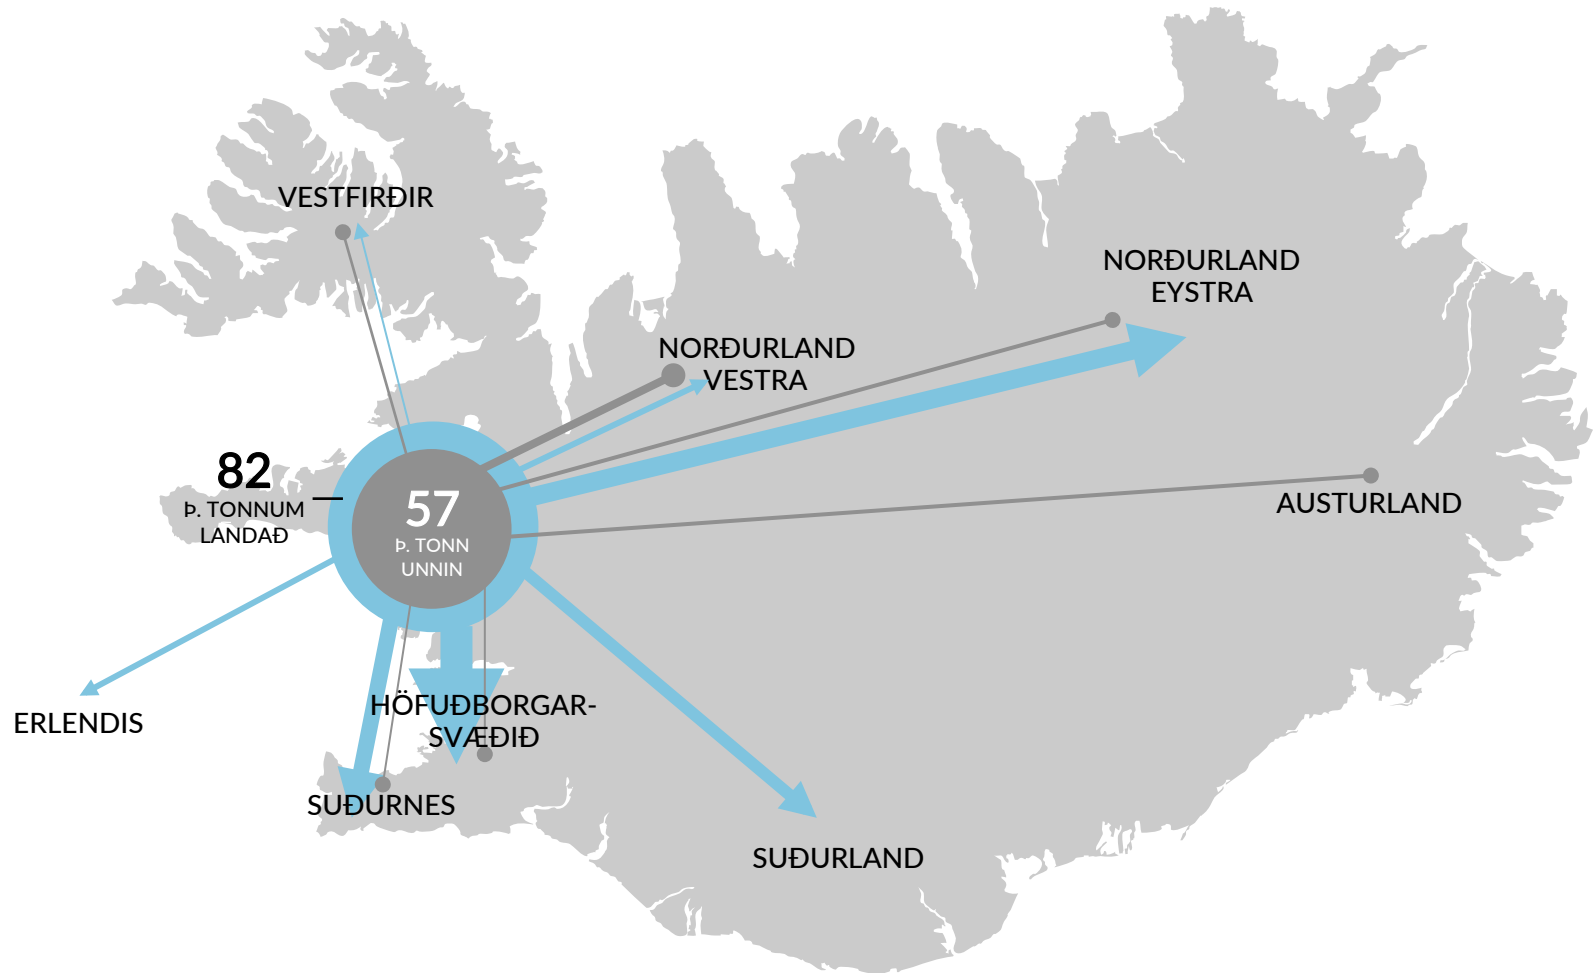 VESTFIRÐIR
NORÐURLAND
EYSTRA
NORÐURLAND
VESTRA
82
Þ. TONNUM
LANDAÐ
57
Þ. TONN
UNNIN
AUSTURLAND
ERLENDIS
HÖFUÐBORGAR-
SVÆÐIÐ
SUÐURNES
SUÐURLAND